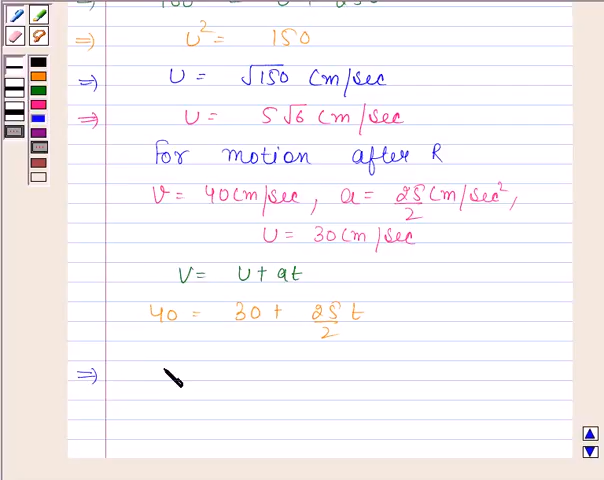 ⇒ U² = 150
⇒ U = √150 Cm/sec
⇒ U = 5√6 Cm/sec
For motion after R
V = 40 Cm/sec, a = 25/2 Cm/sec²,
U = 30 Cm/sec
V = U + at
40 = 30 + 25/2 t
⇒